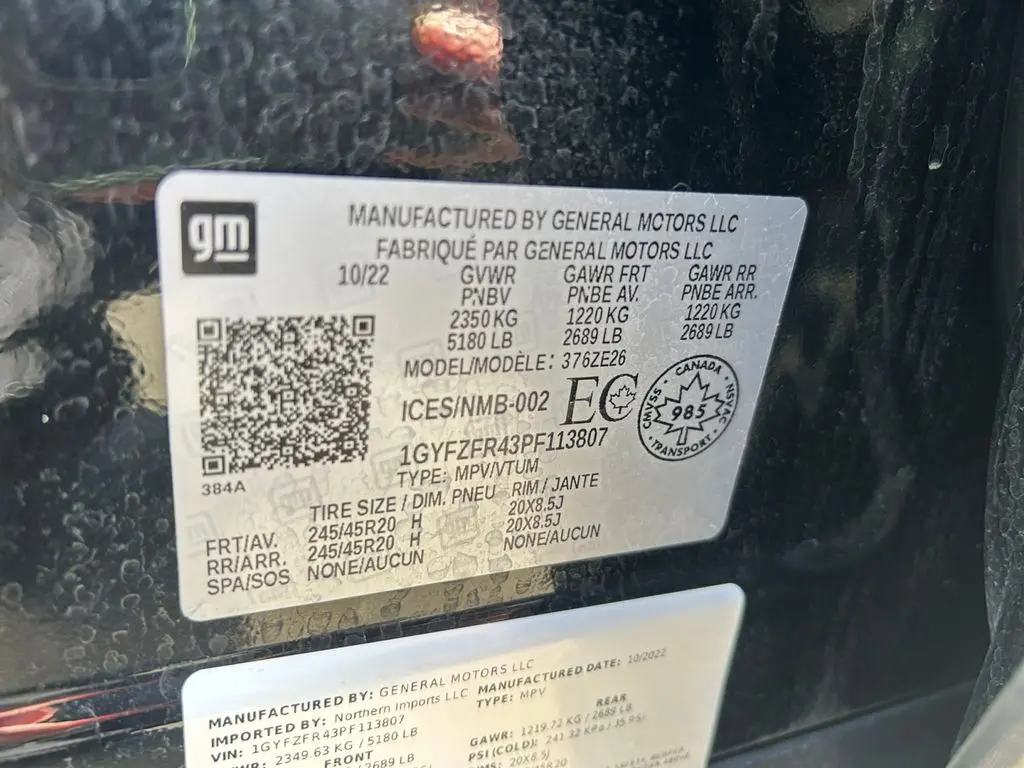 gm
MANUFACTURED BY GENERAL MOTORS LLC
FABRIQUÉ PAR GENERAL MOTORS LLC
10/22 GVWR GAWR FRT GAWR RR
PNBV PNBE AV. PNBE ARR.
2350 KG 1220 KG 1220 KG
5180 LB 2689 LB 2689 LB
MODEL/MODÈLE: 376ZE26
ICES/NMB-002 EC
CANADA
CMVSS 985 NSVAC
TRANSPORT
1GYFZFR43PF113807
TYPE: MPV/VTUM
384A
TIRE SIZE / DIM. PNEU RIM / JANTE
FRT/AV. 245/45R20 H 20X8.5J
RR/ARR. 245/45R20 H 20X8.5J
SPA/SOS NONE/AUCUN NONE/AUCUN
MANUFACTURED BY: GENERAL MOTORS LLC MANUFACTURED DATE: 10/2022
IMPORTED BY: Northern Imports LLC TYPE: MPV
VIN: 1GYFZFR43PF113807 REAR
2349.63 KG / 5180 LB GAWR: 1219.72 KG / 2689 LB
FRONT PSI (COLD): 241.32 KPa / 35 PSI
2689 LB 20X8.5J